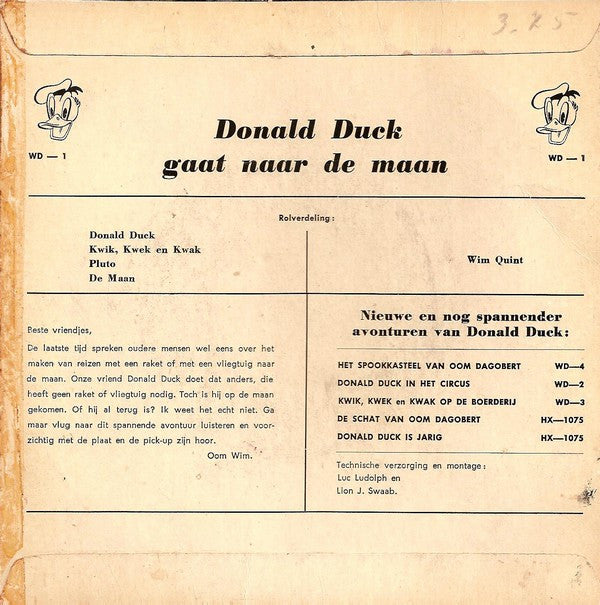 3.25
WD — 1
WD — 1
Donald Duck
gaat naar de maan
Rolverdeling:
Donald Duck
Kwik, Kwek en Kwak
Pluto
De Maan
Wim Quint
Beste vriendjes,
De laatste tijd spreken oudere mensen wel eens over het
maken van reizen met een raket of met een vliegtuig naar
de maan. Onze vriend Donald Duck doet dat anders, die
heeft geen raket of vliegtuig nodig. Toch is hij op de maan
gekomen. Of hij al terug is? Ik weet het echt niet. Ga
maar vlug naar dit spannende avontuur luisteren en voor-
zichtig met de plaat en de pick-up zijn hoor.
Oom Wim.
Nieuwe en nog spannender
avonturen van Donald Duck:
HET SPOOKKASTEEL VAN OOM DAGOBERT WD—4
DONALD DUCK IN HET CIRCUS WD—2
KWIK, KWEK en KWAK OP DE BOERDERIJ WD—3
DE SCHAT VAN OOM DAGOBERT HX—1075
DONALD DUCK IS JARIG HX—1075
Technische verzorging en montage:
Luc Ludolph en
Lion J. Swaab.